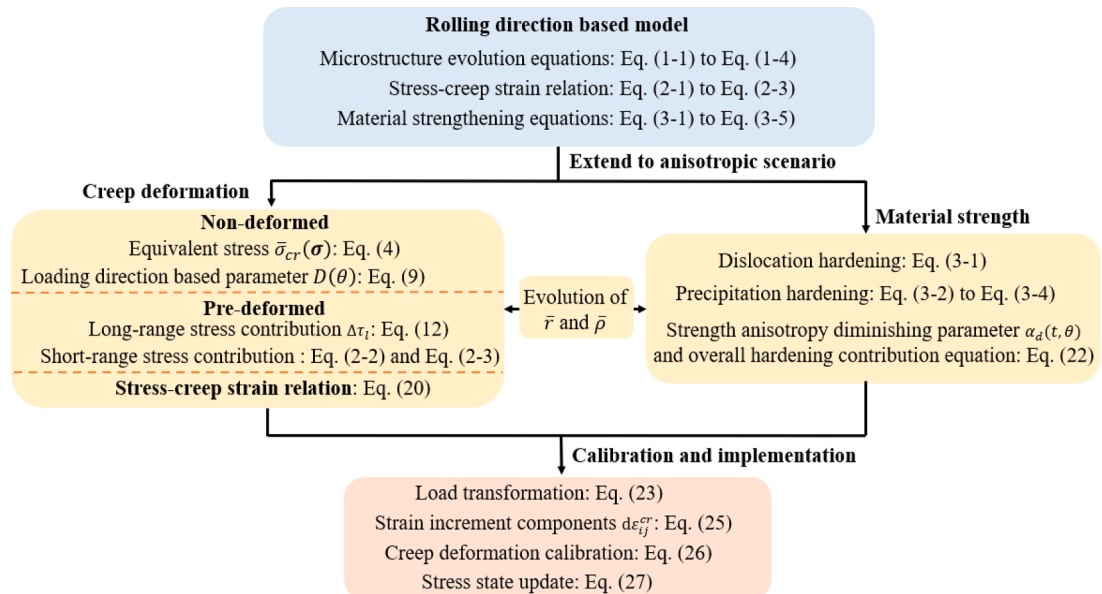 Rolling direction based model
Microstructure evolution equations: Eq. (1-1) to Eq. (1-4)
Stress-creep strain relation: Eq. (2-1) to Eq. (2-3)
Material strengthening equations: Eq. (3-1) to Eq. (3-5)
Extend to anisotropic scenario
Creep deformation
Non-deformed
Equivalent stress σ̄cr(σ): Eq. (4)
Loading direction based parameter D(θ): Eq. (9)
Pre-deformed
Long-range stress contribution Δτl: Eq. (12)
Short-range stress contribution : Eq. (2-2) and Eq. (2-3)
Stress-creep strain relation: Eq. (20)
Evolution of
r̄ and ρ̄
Material strength
Dislocation hardening: Eq. (3-1)
Precipitation hardening: Eq. (3-2) to Eq. (3-4)
Strength anisotropy diminishing parameter αd(t, θ)
and overall hardening contribution equation: Eq. (22)
Calibration and implementation
Load transformation: Eq. (23)
Strain increment components dεij^cr: Eq. (25)
Creep deformation calibration: Eq. (26)
Stress state update: Eq. (27)